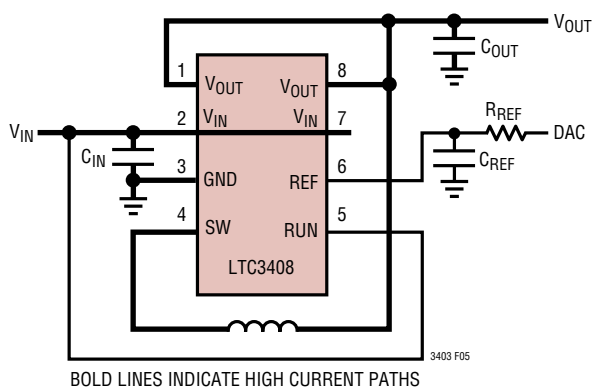 VOUT
COUT
1
8
VOUT
VOUT
VIN
2
VIN
VIN
7
RREF
DAC
CIN
3
GND
REF
6
CREF
4
SW
RUN
5
LTC3408
3403 F05
BOLD LINES INDICATE HIGH CURRENT PATHS